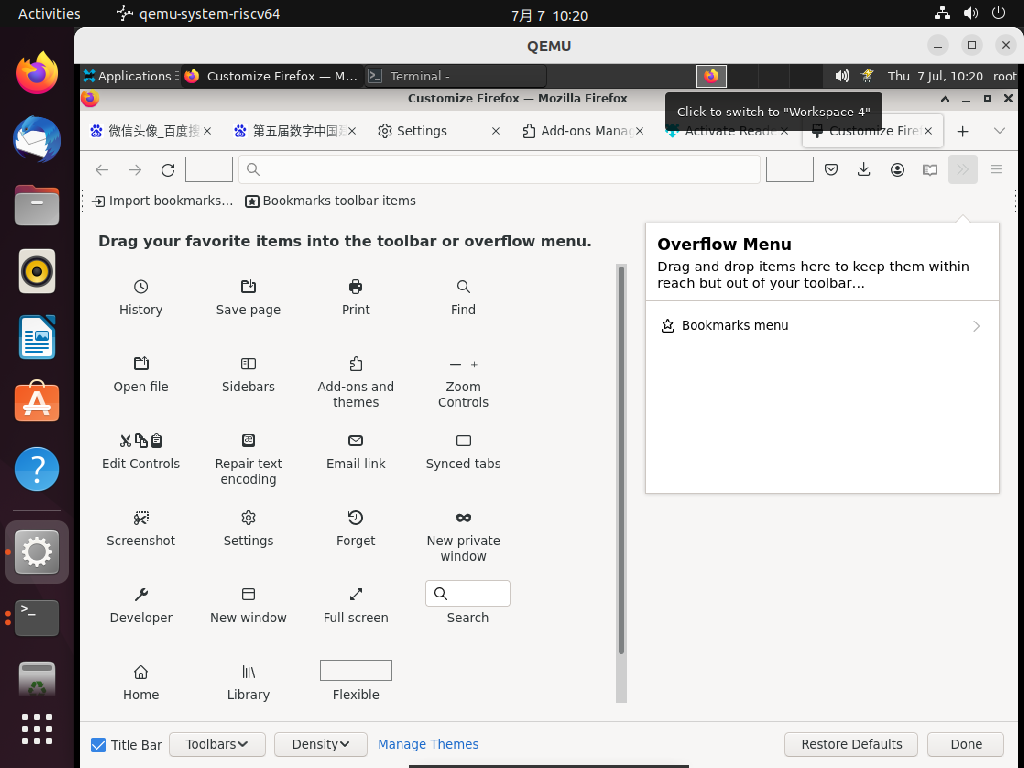 Activities
qemu-system-riscv64
7月 7 10:20
QEMU
Applications
Customize Firefox — M...
Terminal -
Thu 7 Jul, 10:20
root
Customize Firefox — Mozilla Firefox
Click to switch to "Workspace 4"
微信头像_百度搜
第五届数字中国建
Settings
Add-ons Manag
Activate Read
Customize Firef
Import bookmarks...
Bookmarks toolbar items
Drag your favorite items into the toolbar or overflow menu.
History
Save page
Print
Find
Open file
Sidebars
Add-ons and
themes
Zoom
Controls
Edit Controls
Repair text
encoding
Email link
Synced tabs
Screenshot
Settings
Forget
New private
window
Developer
New window
Full screen
Search
Home
Library
Flexible
Overflow Menu
Drag and drop items here to keep them within
reach but out of your toolbar...
Bookmarks menu
Title Bar
Toolbars
Density
Manage Themes
Restore Defaults
Done